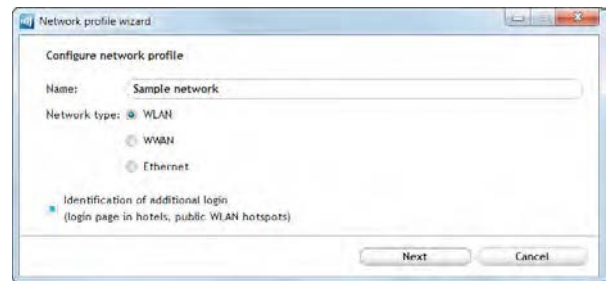 Network profile wizard
Configure network profile
Name: Sample network
Network type: WLAN
WWAN
Ethernet
Identification of additional login
(login page in hotels, public WLAN hotspots)
Next Cancel